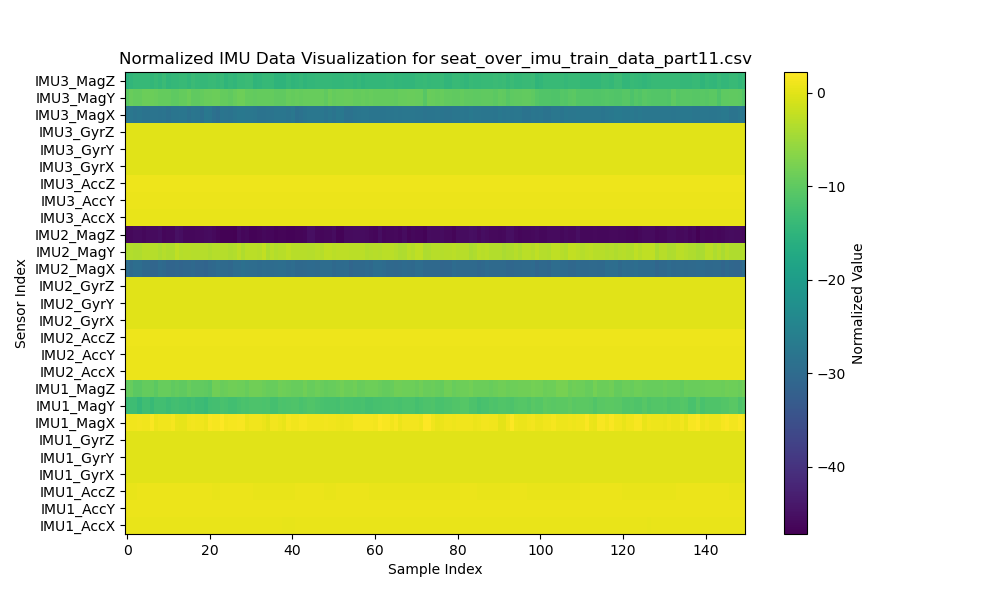 Normalized IMU Data Visualization for seat_over_imu_train_data_part11.csv
IMU3_MagZ
IMU3_MagY
IMU3_MagX
IMU3_GyrZ
IMU3_GyrY
IMU3_GyrX
IMU3_AccZ
IMU3_AccY
IMU3_AccX
IMU2_MagZ
IMU2_MagY
IMU2_MagX
IMU2_GyrZ
IMU2_GyrY
IMU2_GyrX
IMU2_AccZ
IMU2_AccY
IMU2_AccX
IMU1_MagZ
IMU1_MagY
IMU1_MagX
IMU1_GyrZ
IMU1_GyrY
IMU1_GyrX
IMU1_AccZ
IMU1_AccY
IMU1_AccX
Sensor Index
0 20 40 60 80 100 120 140
Sample Index
0
−10
−20
−30
−40
Normalized Value